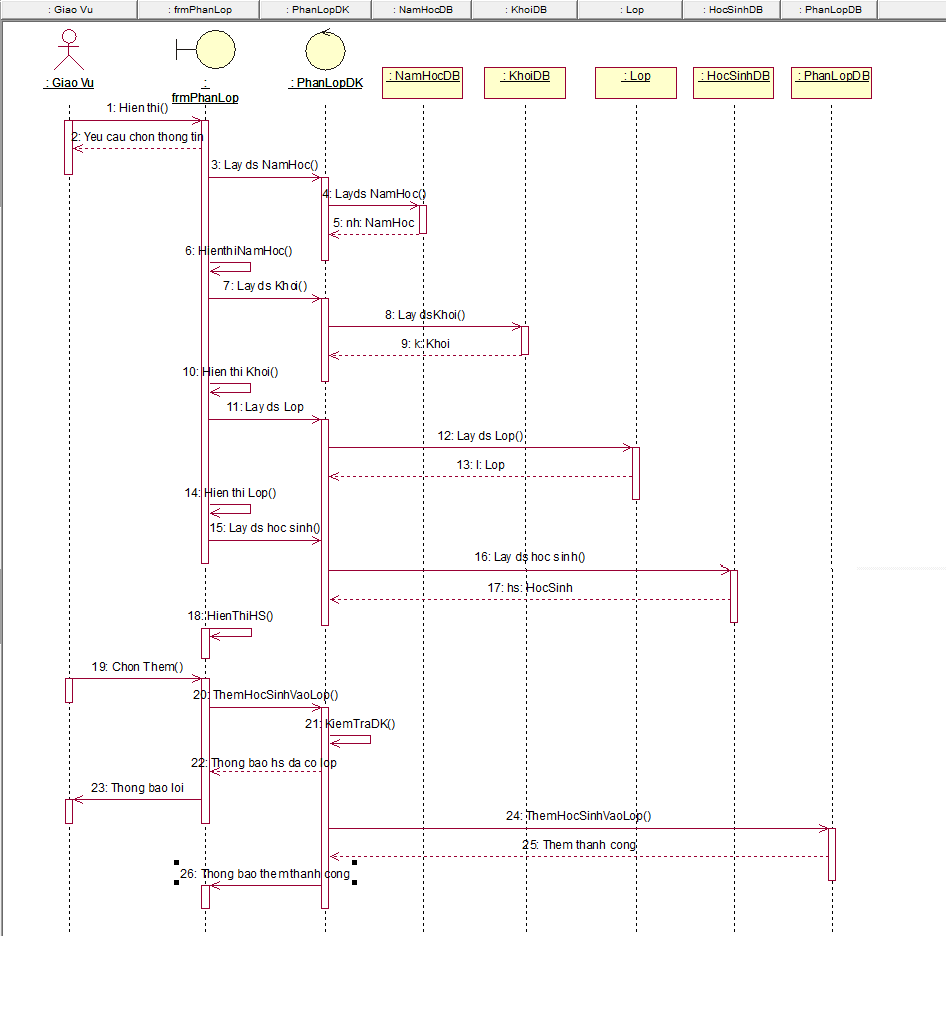 : Giao Vu
: frmPhanLop
: PhanLopDK
: NamHocDB
: KhoiDB
: Lop
: HocSinhDB
: PhanLopDB
: Giao Vu
:
frmPhanLop
: PhanLopDK
: NamHocDB
: KhoiDB
: Lop
: HocSinhDB
: PhanLopDB
1: Hien thi()
2: Yeu cau chon thong tin
3: Lay ds NamHoc()
4: Layds NamHoc()
5: nh: NamHoc
6: HienthiNamHoc()
7: Lay ds Khoi()
8: Lay dsKhoi()
9: k: Khoi
10: Hien thi Khoi()
11: Lay ds Lop
12: Lay ds Lop()
13: l: Lop
14: Hien thi Lop()
15: Lay ds hoc sinh()
16: Lay ds hoc sinh()
17: hs: HocSinh
18: HienThiHS()
19: Chon Them()
20: ThemHocSinhVaoLop()
21: KiemTraDK()
22: Thong bao hs da co lop
23: Thong bao loi
24: ThemHocSinhVaoLop()
25: Them thanh cong
26: Thong bao them thanh cong